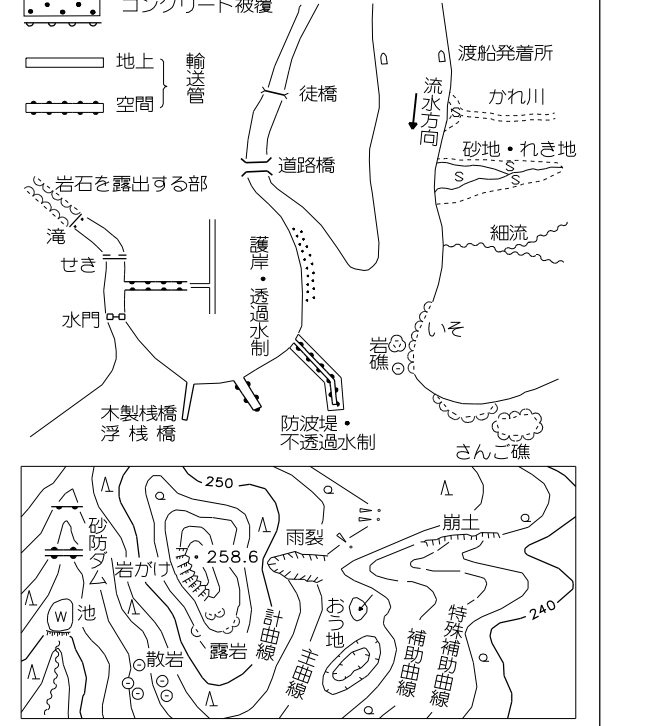 コンクリート被覆
地上
空間
輸送管
徒橋
道路橋
渡船発着所
流水方向
かれ川
S
砂地・れき地
S
S
S
細流
岩石を露出する部
滝
せき
水門
護岸・透過水制
岩礁
いそ
木製桟橋
浮桟橋
防波堤・
不透過水制
さんご礁
250
砂防ダム
岩がけ
258.6
雨裂
崩土
W
池
散岩
露岩
計曲線
主曲線
おう地
補助曲線
特殊補助曲線
240